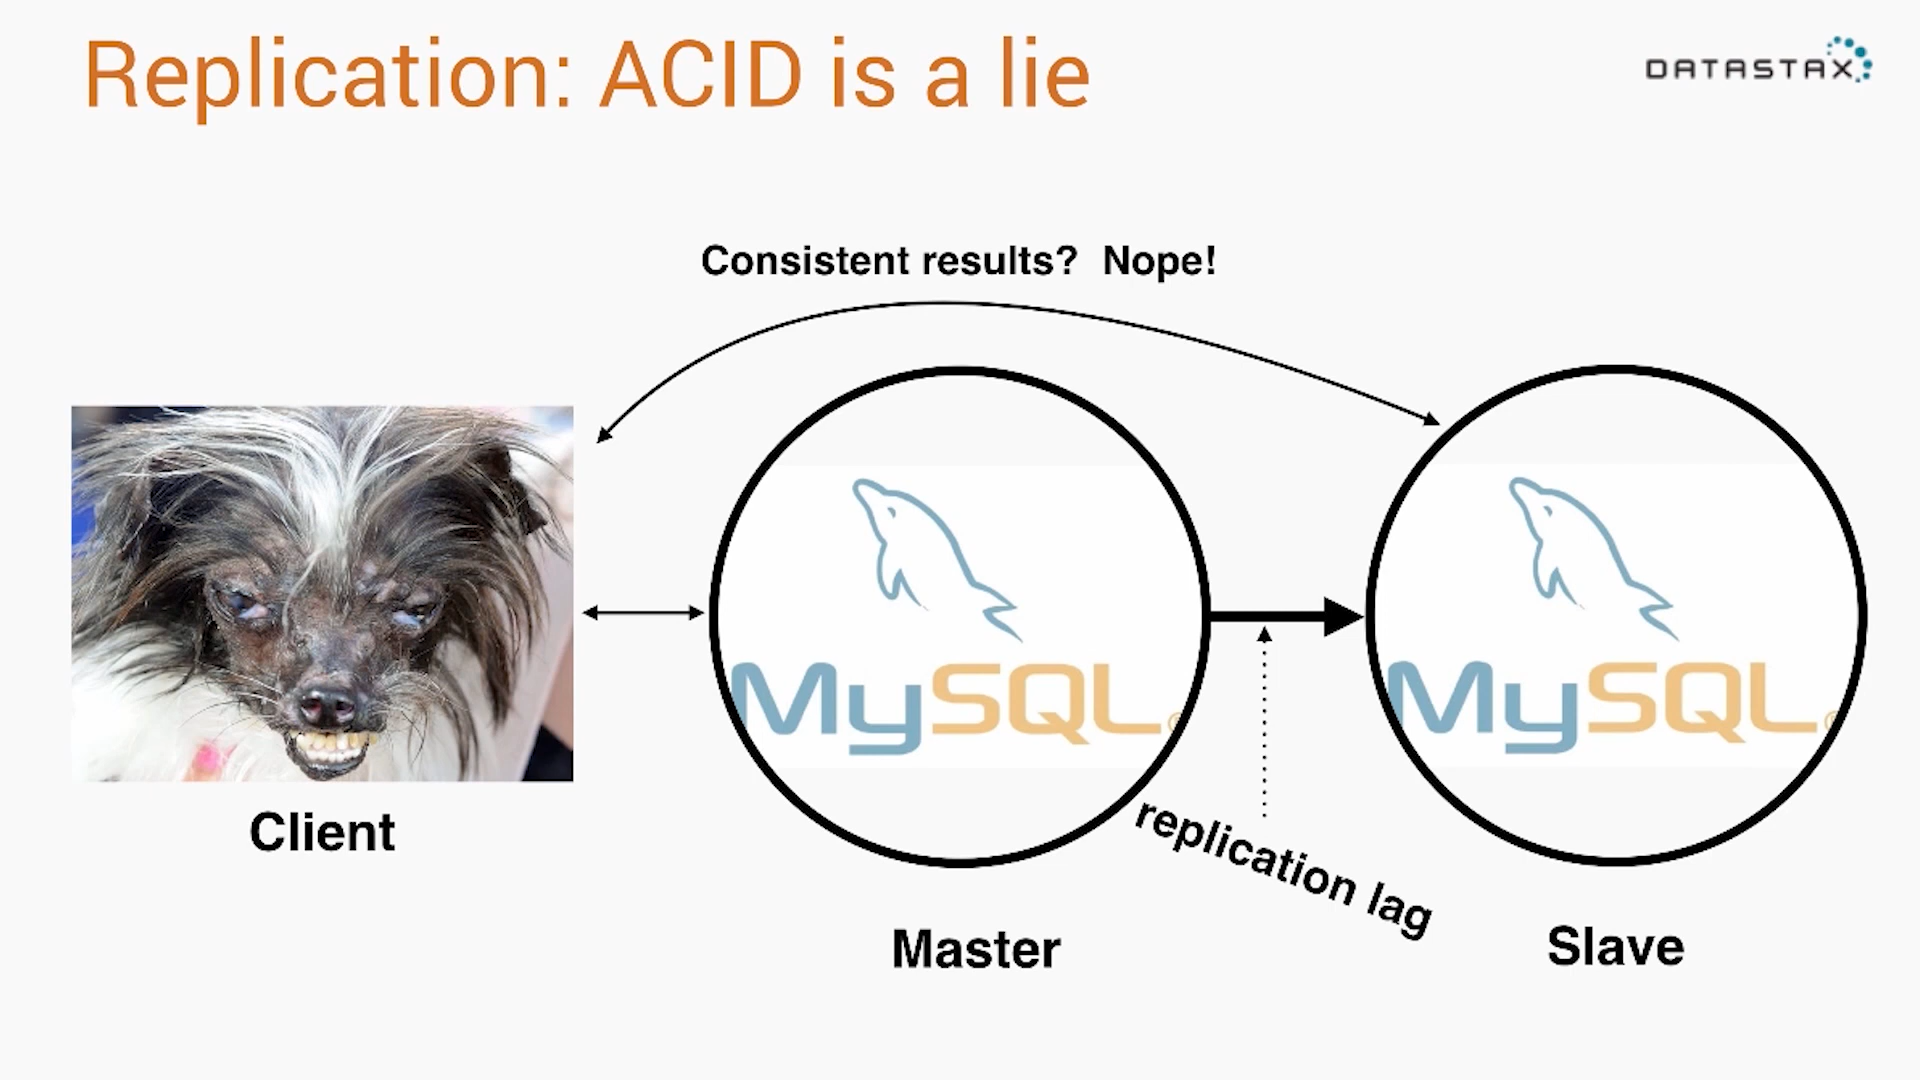 Replication: ACID is a lie
DATASTAX
Consistent results? Nope!
MySQL
MySQL
Client
replication lag
Master
Slave